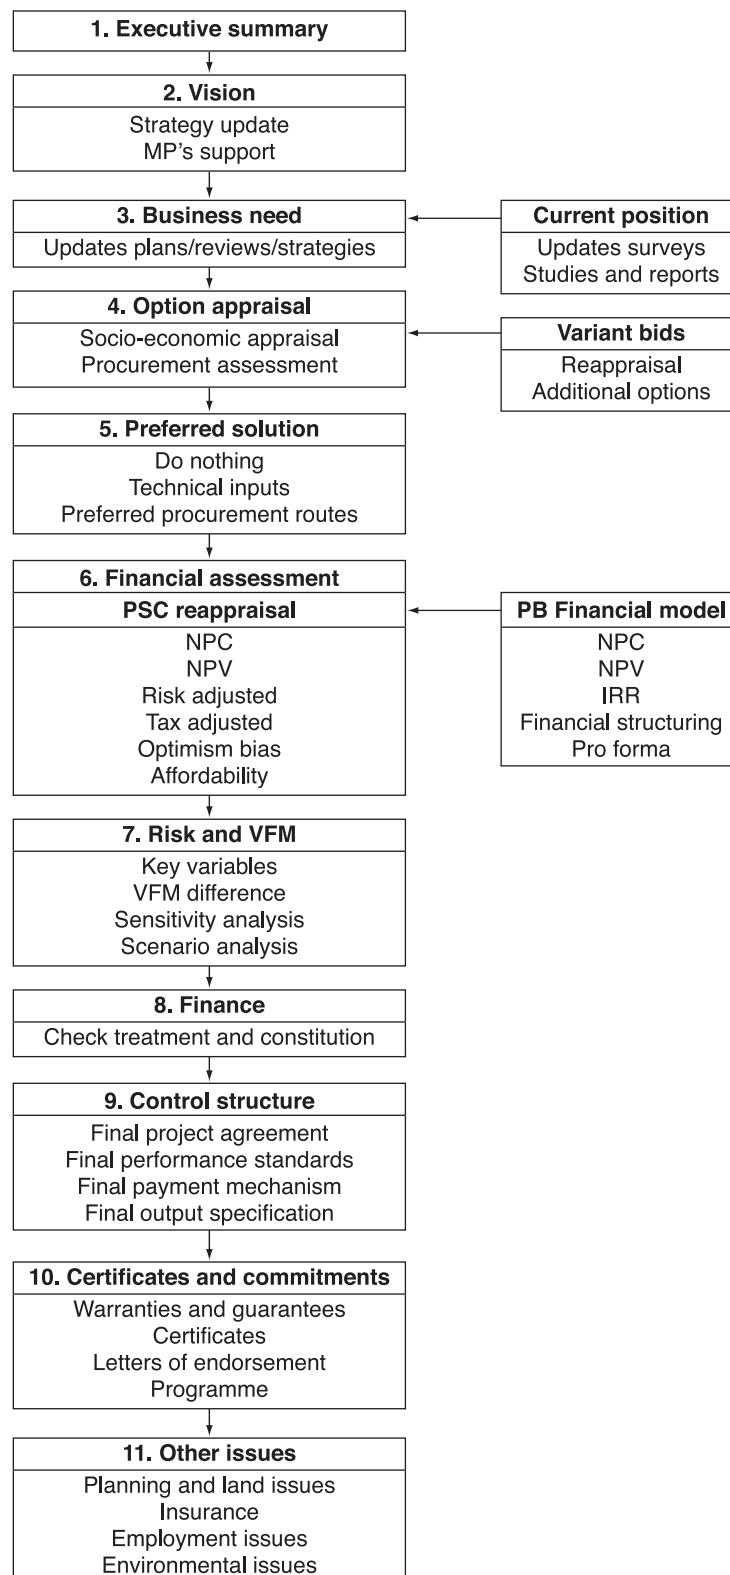 1. Executive summary
2. Vision
Strategy update
MP's support
3. Business need
Updates plans/reviews/strategies
Current position
Updates surveys
Studies and reports
4. Option appraisal
Socio-economic appraisal
Procurement assessment
Variant bids
Reappraisal
Additional options
5. Preferred solution
Do nothing
Technical inputs
Preferred procurement routes
6. Financial assessment
PSC reappraisal
NPC
NPV
Risk adjusted
Tax adjusted
Optimism bias
Affordability
PB Financial model
NPC
NPV
IRR
Financial structuring
Pro forma
7. Risk and VFM
Key variables
VFM difference
Sensitivity analysis
Scenario analysis
8. Finance
Check treatment and constitution
9. Control structure
Final project agreement
Final performance standards
Final payment mechanism
Final output specification
10. Certificates and commitments
Warranties and guarantees
Certificates
Letters of endorsement
Programme
11. Other issues
Planning and land issues
Insurance
Employment issues
Environmental issues